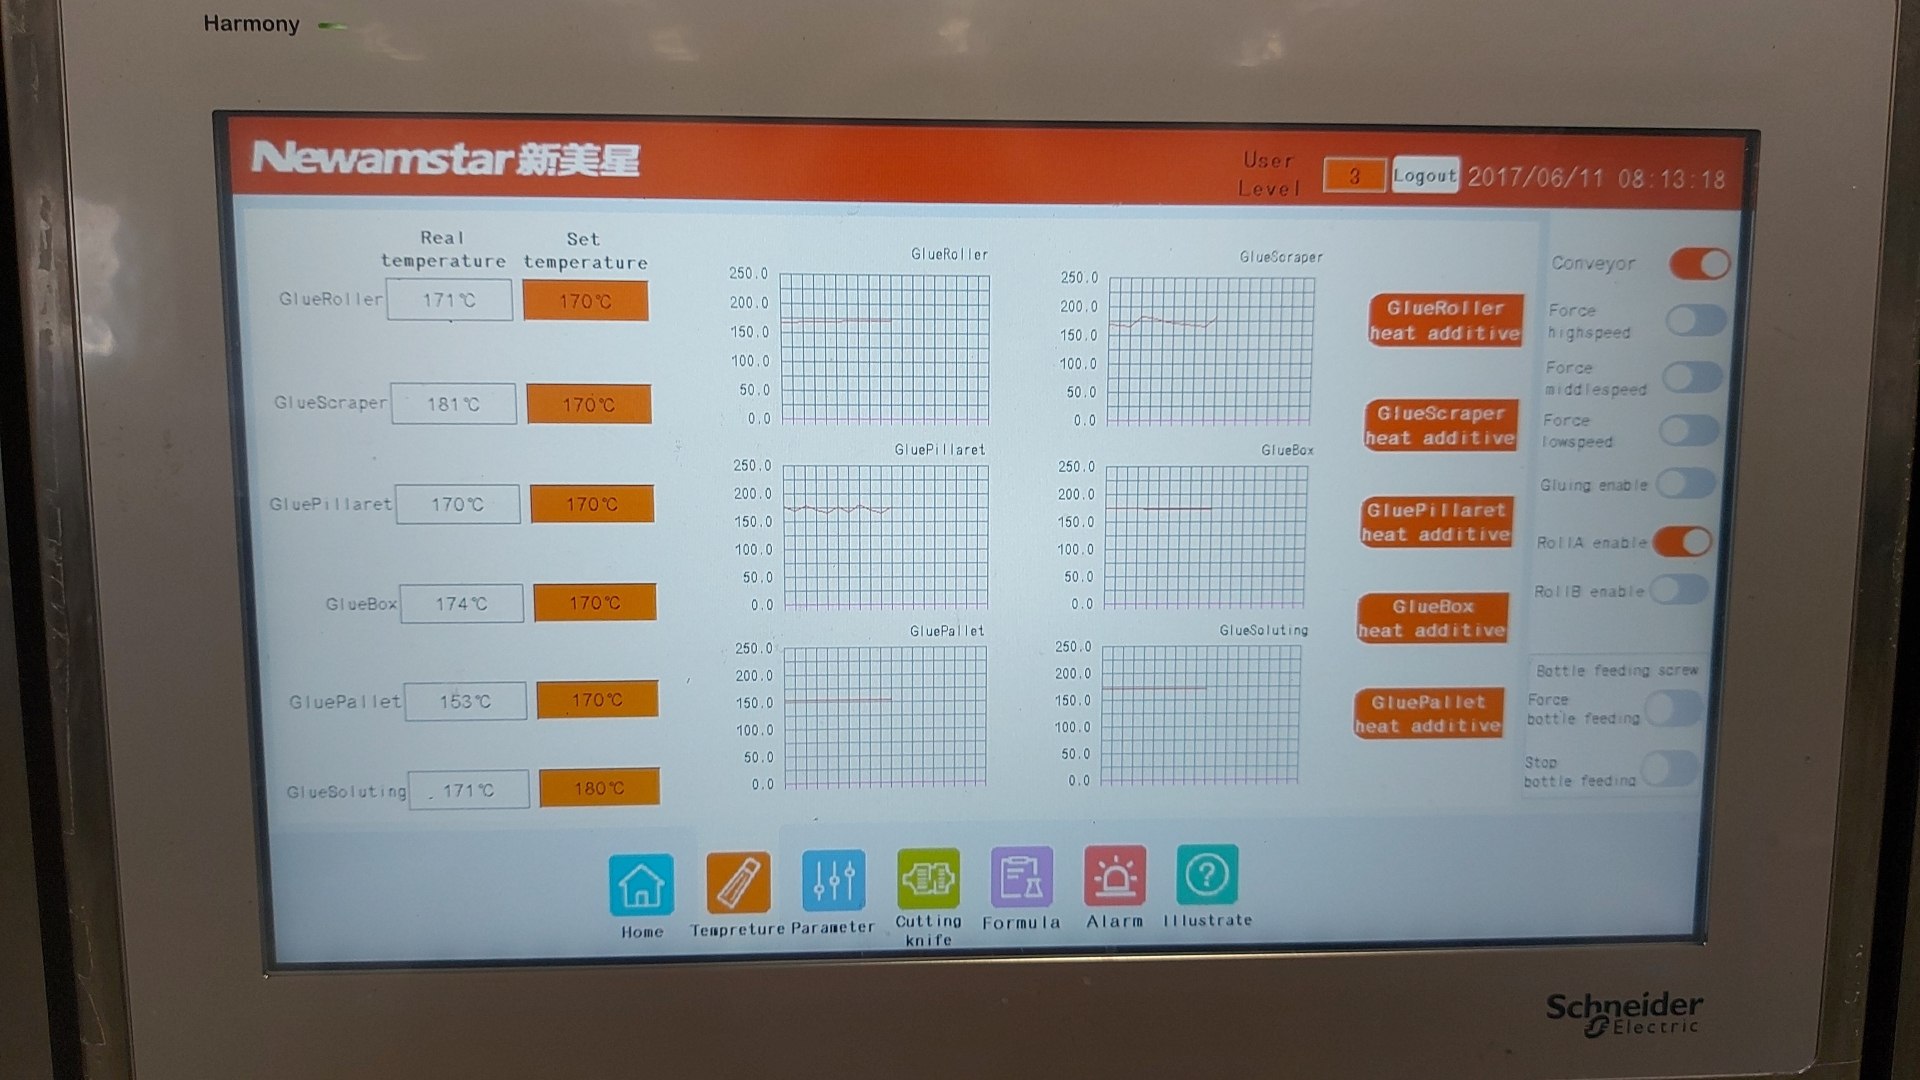 Harmony
Newamstar新美星
User
Level
3
Logout
2017/06/11 08:13:18
Real
temperature
Set
temperature
GlueRoller 171℃ 170℃
GlueScraper 181℃ 170℃
GluePillaret 170℃ 170℃
GlueBox 174℃ 170℃
GluePallet 153℃ 170℃
GlueSoluting 171℃ 180℃
GlueRoller
250.0
200.0
150.0
100.0
50.0
0.0
GlueScraper
250.0
200.0
150.0
100.0
50.0
0.0
GluePillaret
250.0
200.0
150.0
100.0
50.0
0.0
GlueBox
250.0
200.0
150.0
100.0
50.0
0.0
GluePallet
250.0
200.0
150.0
100.0
50.0
0.0
GlueSoluting
250.0
200.0
150.0
100.0
50.0
0.0
GlueRoller
heat additive
GlueScraper
heat additive
GluePillaret
heat additive
GlueBox
heat additive
GluePallet
heat additive
Conveyor
Force
highspeed
Force
middlespeed
Force
lowspeed
Gluing enable
RollA enable
RollB enable
Bottle feeding screw
Force
bottle feeding
Stop
bottle feeding
Home
Tempreture
Parameter
Cutting
knife
Formula
Alarm
Illustrate
Schneider
Electric